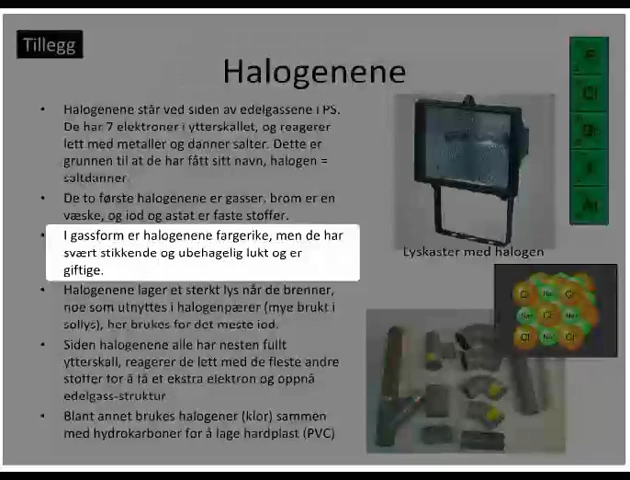 Tillegg
Halogenene
• Halogenene står ved siden av edelgassene i PS.
De har 7 elektroner i ytterskallet, og reagerer
lett med metaller og danner salter. Dette er
grunnen til at de har fått sitt navn, halogen =
saltdanner
• De to første halogenene er gasser, brom er en
væske, og iod og astat er faste stoffer.
• I gassform er halogenene fargerike, men de har
svært stikkende og ubehagelig lukt og er
giftige.
• Halogenene lager et sterkt lys når de brenner,
noe som utnyttes i halogenpærer (mye brukt i
sollys), her brukes for det meste iod.
• Siden halogenene alle har nesten fullt
ytterskall, reagerer de lett med de fleste andre
stoffer for å få et ekstra elektron og oppnå
edelgass-struktur
• Blant annet brukes halogener (klor) sammen
med hydrokarboner for å lage hardplast (PVC)
F
Cl
Br
I
At
Lyskaster med halogen